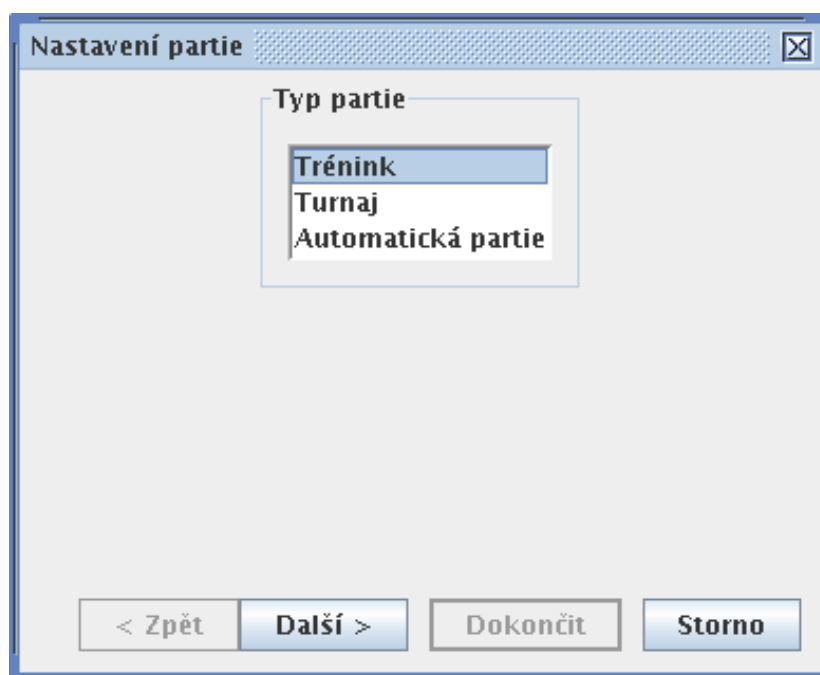 Nastavení partie
Typ partie
Trénink
Turnaj
Automatická partie
< Zpět Další > Dokončit Storno